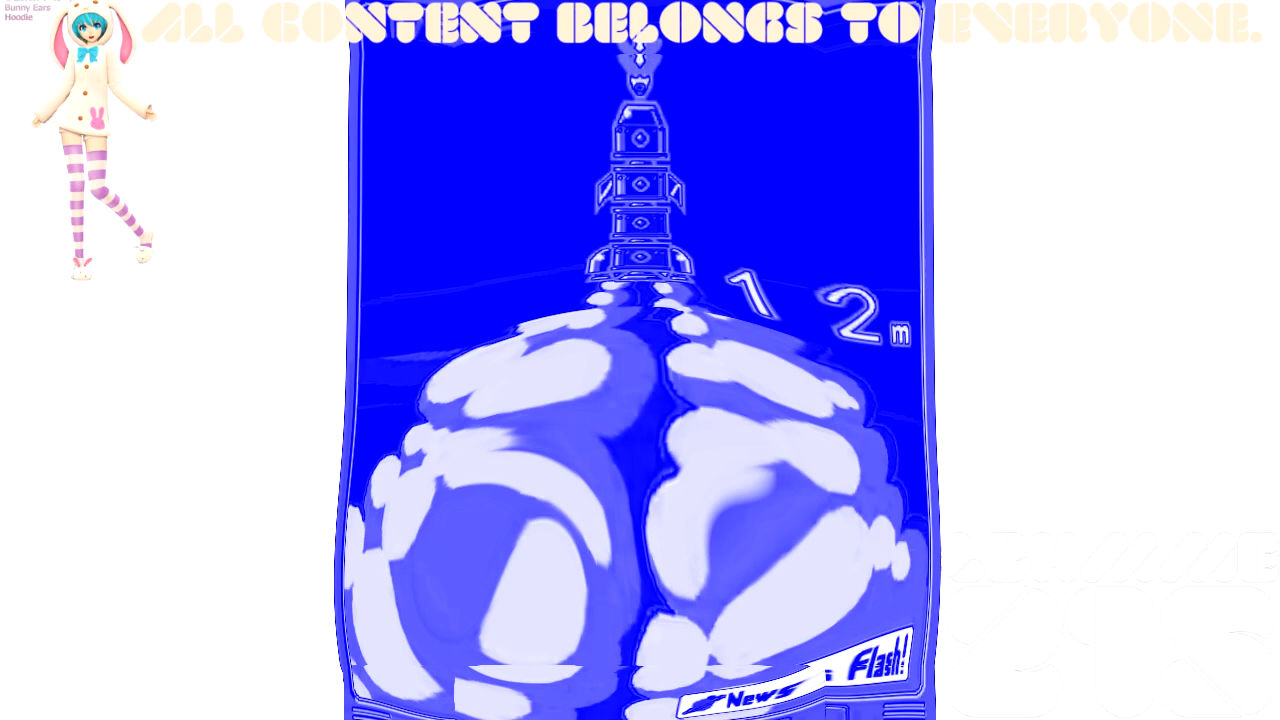 Bunny Ears
Hoodie
ALL CONTENT BELONGS TO EVERYONE.
12m
News
Flash!